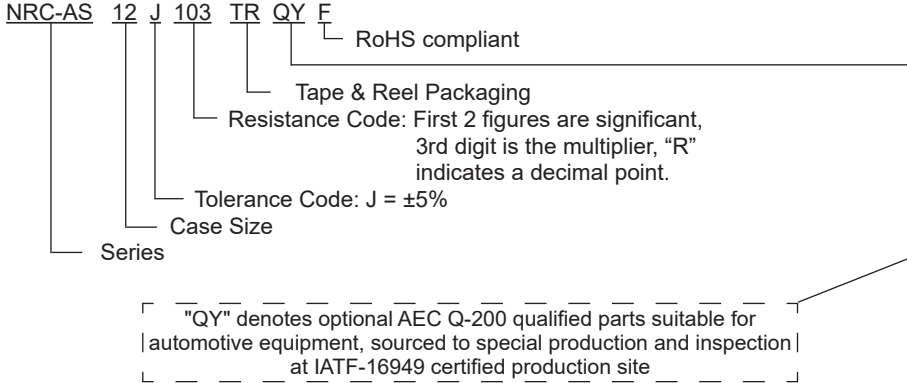 NRC-AS 12 J 103 TR QY F
RoHS compliant
Tape & Reel Packaging
Resistance Code: First 2 figures are significant,
3rd digit is the multiplier, “R”
indicates a decimal point.
Tolerance Code: J = ±5%
Case Size
Series
"QY" denotes optional AEC Q-200 qualified parts suitable for
automotive equipment, sourced to special production and inspection
at IATF-16949 certified production site